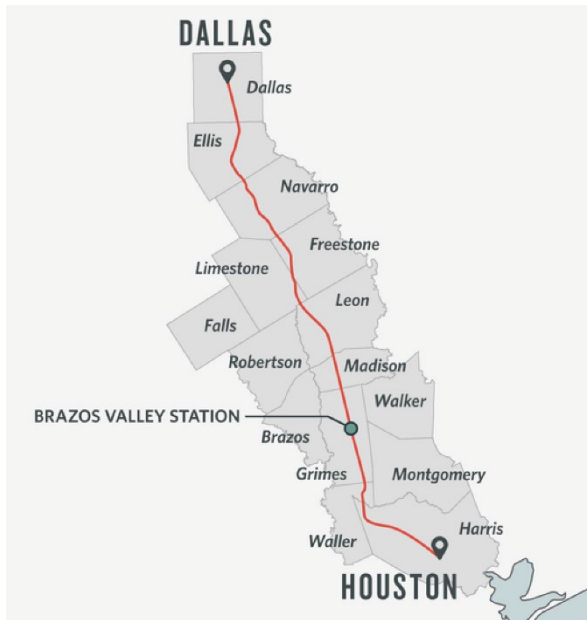 DALLAS
Dallas
Ellis
Navarro
Freestone
Limestone
Leon
Falls
Robertson
Madison
Walker
BRAZOS VALLEY STATION
Brazos
Grimes
Montgomery
Harris
Waller
HOUSTON